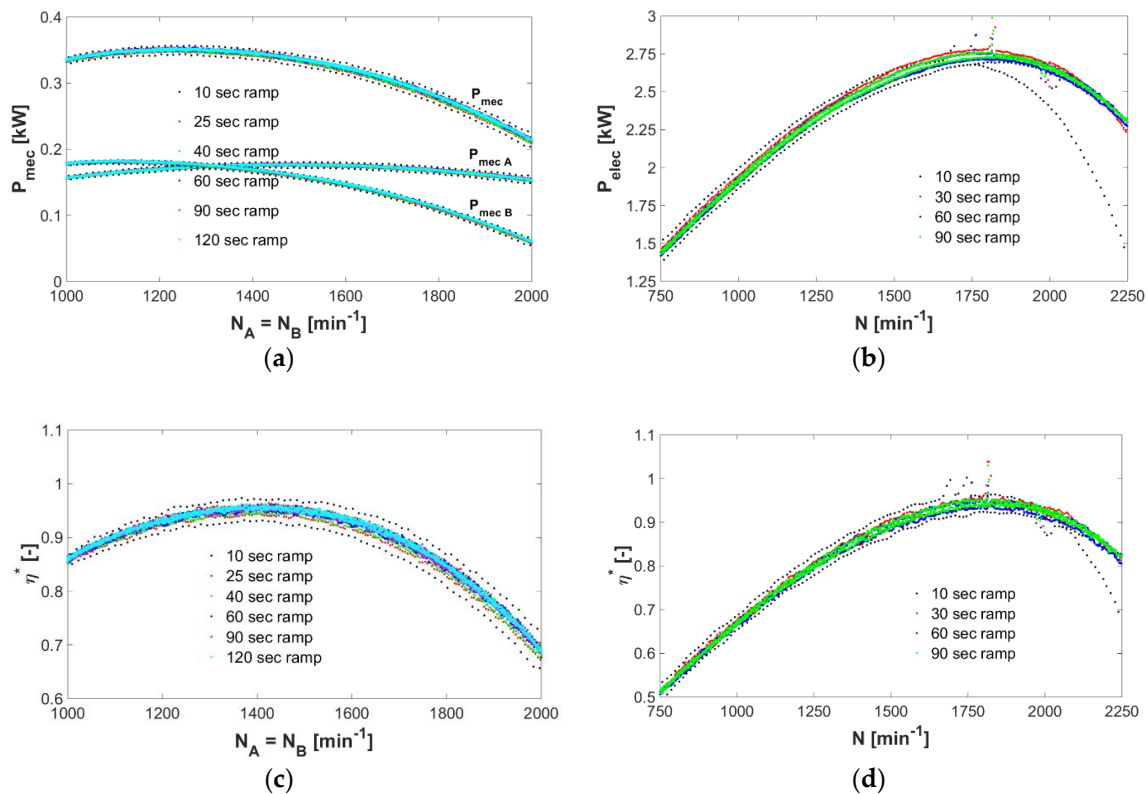 0.4
0.3
0.2
0.1
0
P_mec [kW]
10 sec ramp
25 sec ramp
40 sec ramp
60 sec ramp
90 sec ramp
120 sec ramp
P_mec
P_mec A
P_mec B
1000 1200 1400 1600 1800 2000
N_A = N_B [min^-1]
(a)
3
2.75
2.5
2.25
2
1.75
1.5
1.25
P_elec [kW]
10 sec ramp
30 sec ramp
60 sec ramp
90 sec ramp
750 1000 1250 1500 1750 2000 2250
N [min^-1]
(b)
1.1
1
0.9
0.8
0.7
0.6
η* [-]
10 sec ramp
25 sec ramp
40 sec ramp
60 sec ramp
90 sec ramp
120 sec ramp
1000 1200 1400 1600 1800 2000
N_A = N_B [min^-1]
(c)
1.1
1
0.9
0.8
0.7
0.6
0.5
η* [-]
10 sec ramp
30 sec ramp
60 sec ramp
90 sec ramp
750 1000 1250 1500 1750 2000 2250
N [min^-1]
(d)